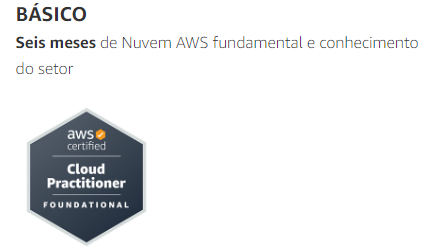 BÁSICO
Seis meses de Nuvem AWS fundamental e conhecimento
do setor
aws
certified
Cloud
Practitioner
FOUNDATIONAL